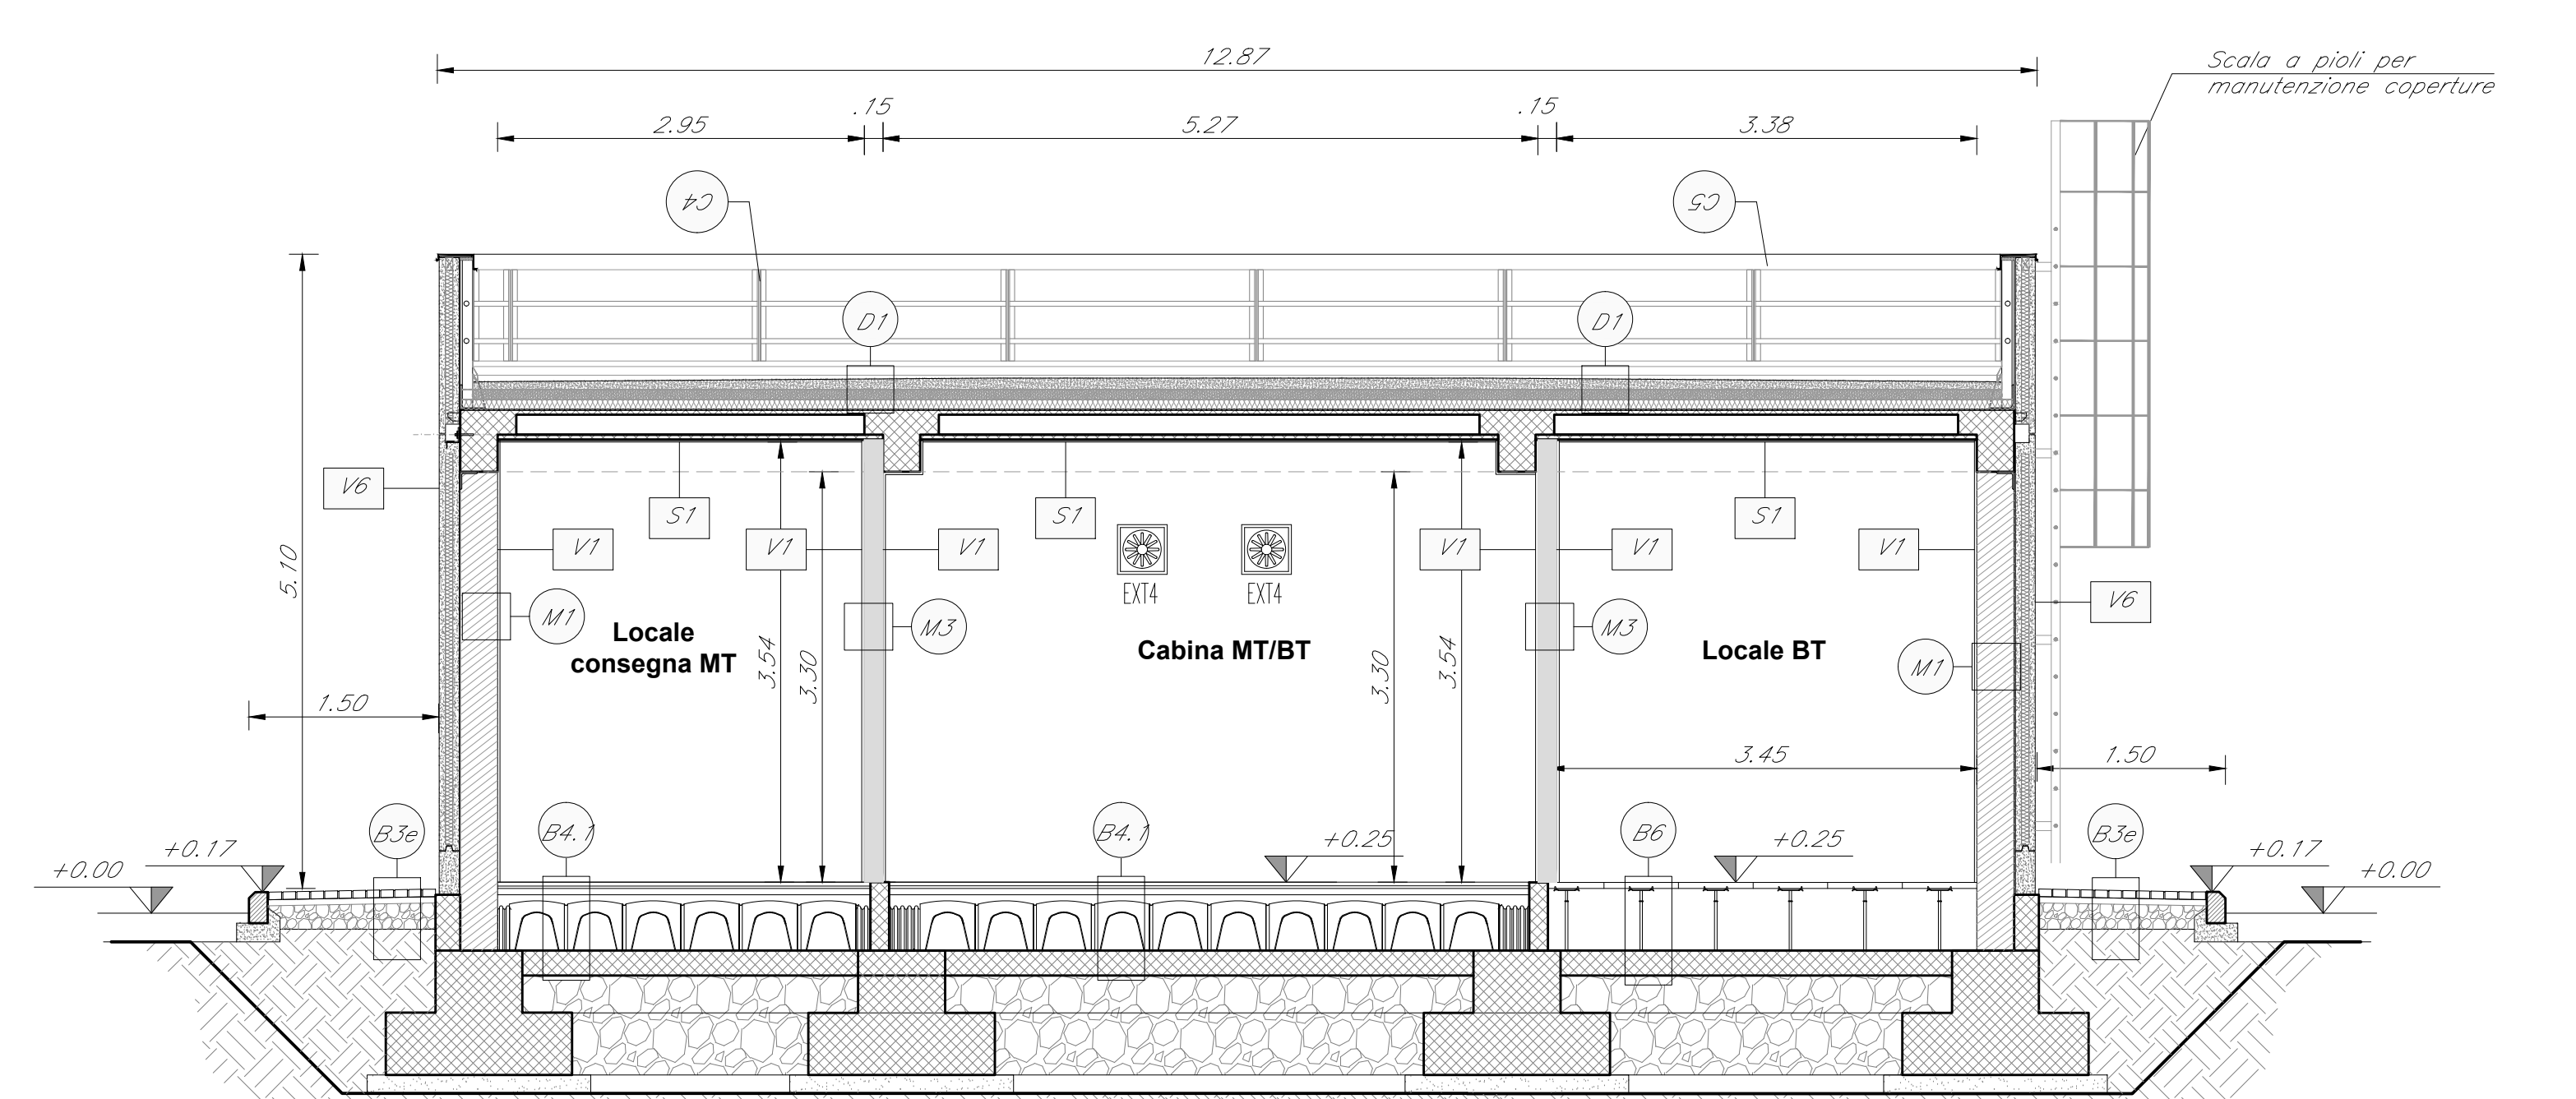 12.87
Scala a pioli per
manutenzione coperture
.15
.15
2.95
5.27
3.38
C4
C5
D1
D1
V6
S1
S1
S1
V1
V1
V1
V1
V1
V1
5.10
EXT4
EXT4
M1
M3
M3
V6
Locale
consegna MT
3.54
3.30
Cabina MT/BT
3.30
3.54
Locale BT
M1
1.50
3.45
1.50
B3e
B4.1
B4.1
+0.25
B6
+0.25
B3e
+0.00
+0.17
+0.17
+0.00